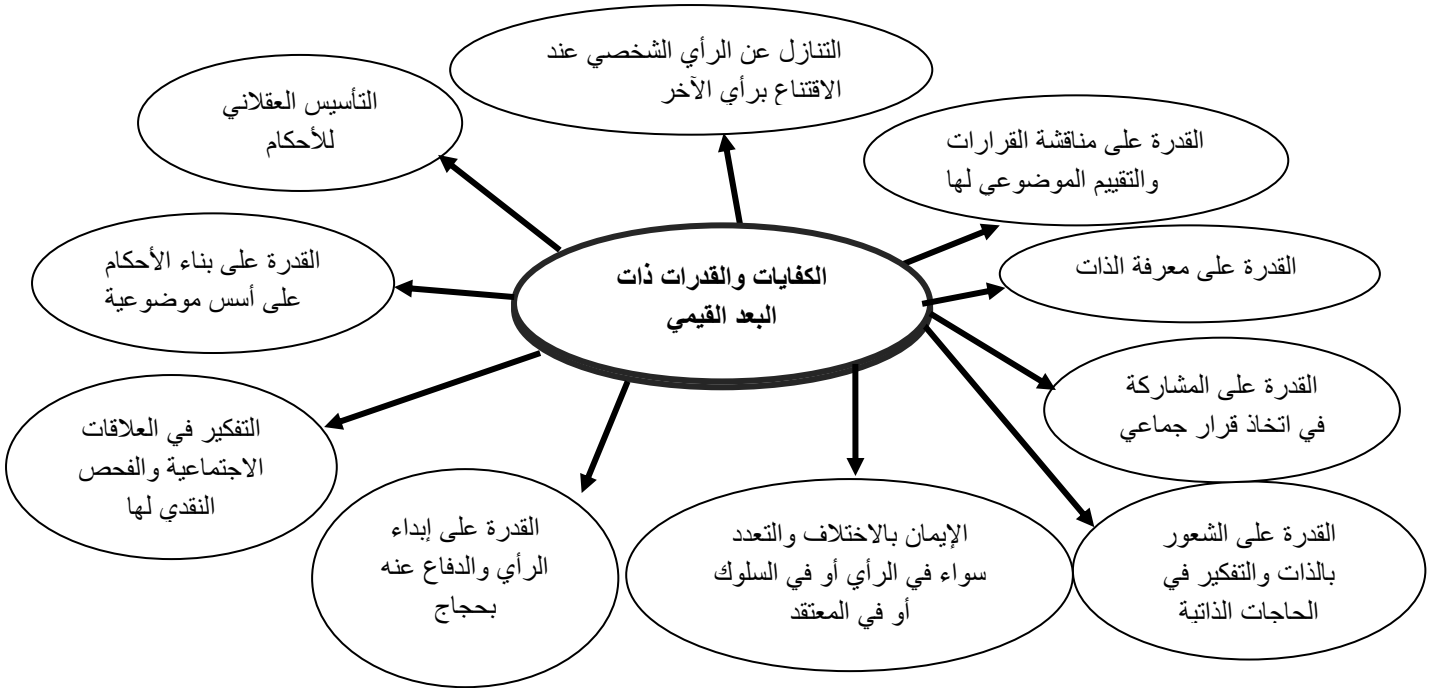 التنازل عن الرأي الشخصي عند
الاقتناع برأي الآخر
القدرة على مناقشة القرارات
والتقييم الموضوعي لها
القدرة على معرفة الذات
القدرة على المشاركة
في اتخاذ قرار جماعي
القدرة على الشعور
بالذات والتفكير في
الحاجات الذاتية
الإيمان بالاختلاف والتعدد
سواء في الرأي أو في السلوك
أو في المعتقد
القدرة على إبداء
الرأي والدفاع عنه
بحجاج
التفكير في العلاقات
الاجتماعية والفحص
النقدي لها
القدرة على بناء الأحكام
على أسس موضوعية
التأسيس العقلاني
للأحكام
الكفايات والقدرات ذات
البعد القيمي